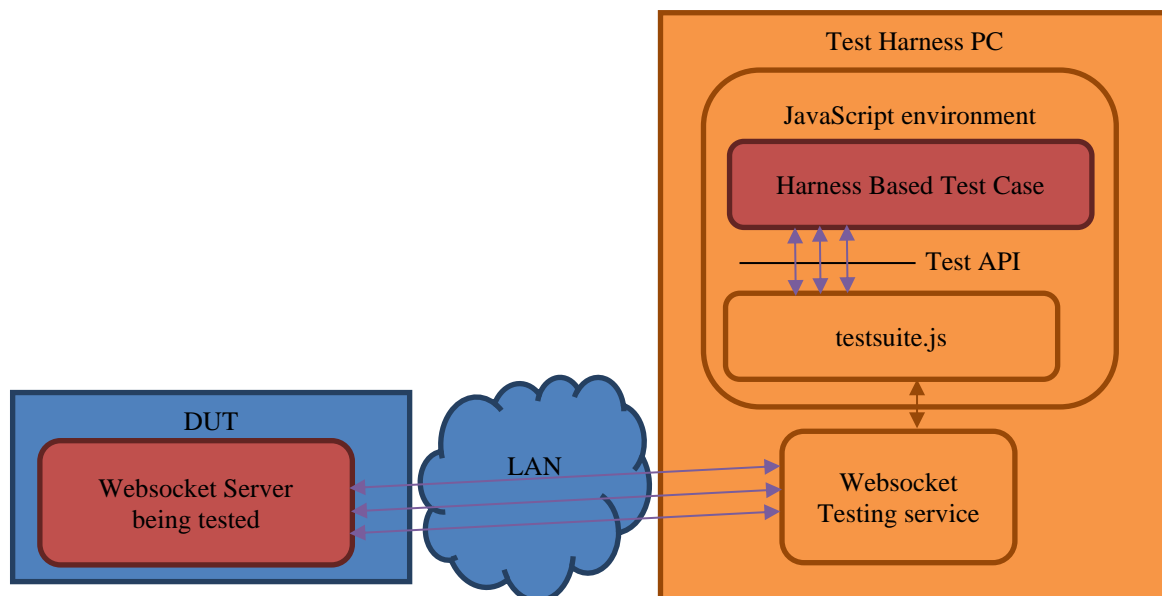 Test Harness PC
JavaScript environment
Harness Based Test Case
Test API
testsuite.js
DUT
Websocket Server
being tested
LAN
Websocket
Testing service